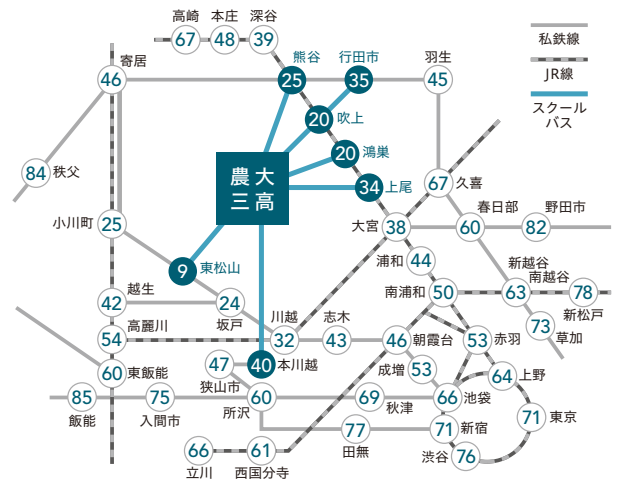 高崎 本庄 深谷
67 48 39
私鉄線
JR線
スクール
バス
寄居
46
熊谷
25
行田市
35
羽生
45
20 吹上
20 鴻巣
34 上尾
農大
三高
84 秩父
67 久喜
小川町 25
大宮 38
春日部
60
野田市
82
9 東松山
浦和 44
新越谷
63
南越谷
南浦和 50
78
新松戸
越生
42
24
坂戸
73
草加
高麗川
54
川越
32
志木
43
46 朝霞台
53 赤羽
60 東飯能
47
狭山市
40 本川越
成増 53
64 上野
85
飯能
75
入間市
60
所沢
69
秋津
66 池袋
71 東京
77
田無
71 新宿
渋谷 76
66
立川
61
西国分寺